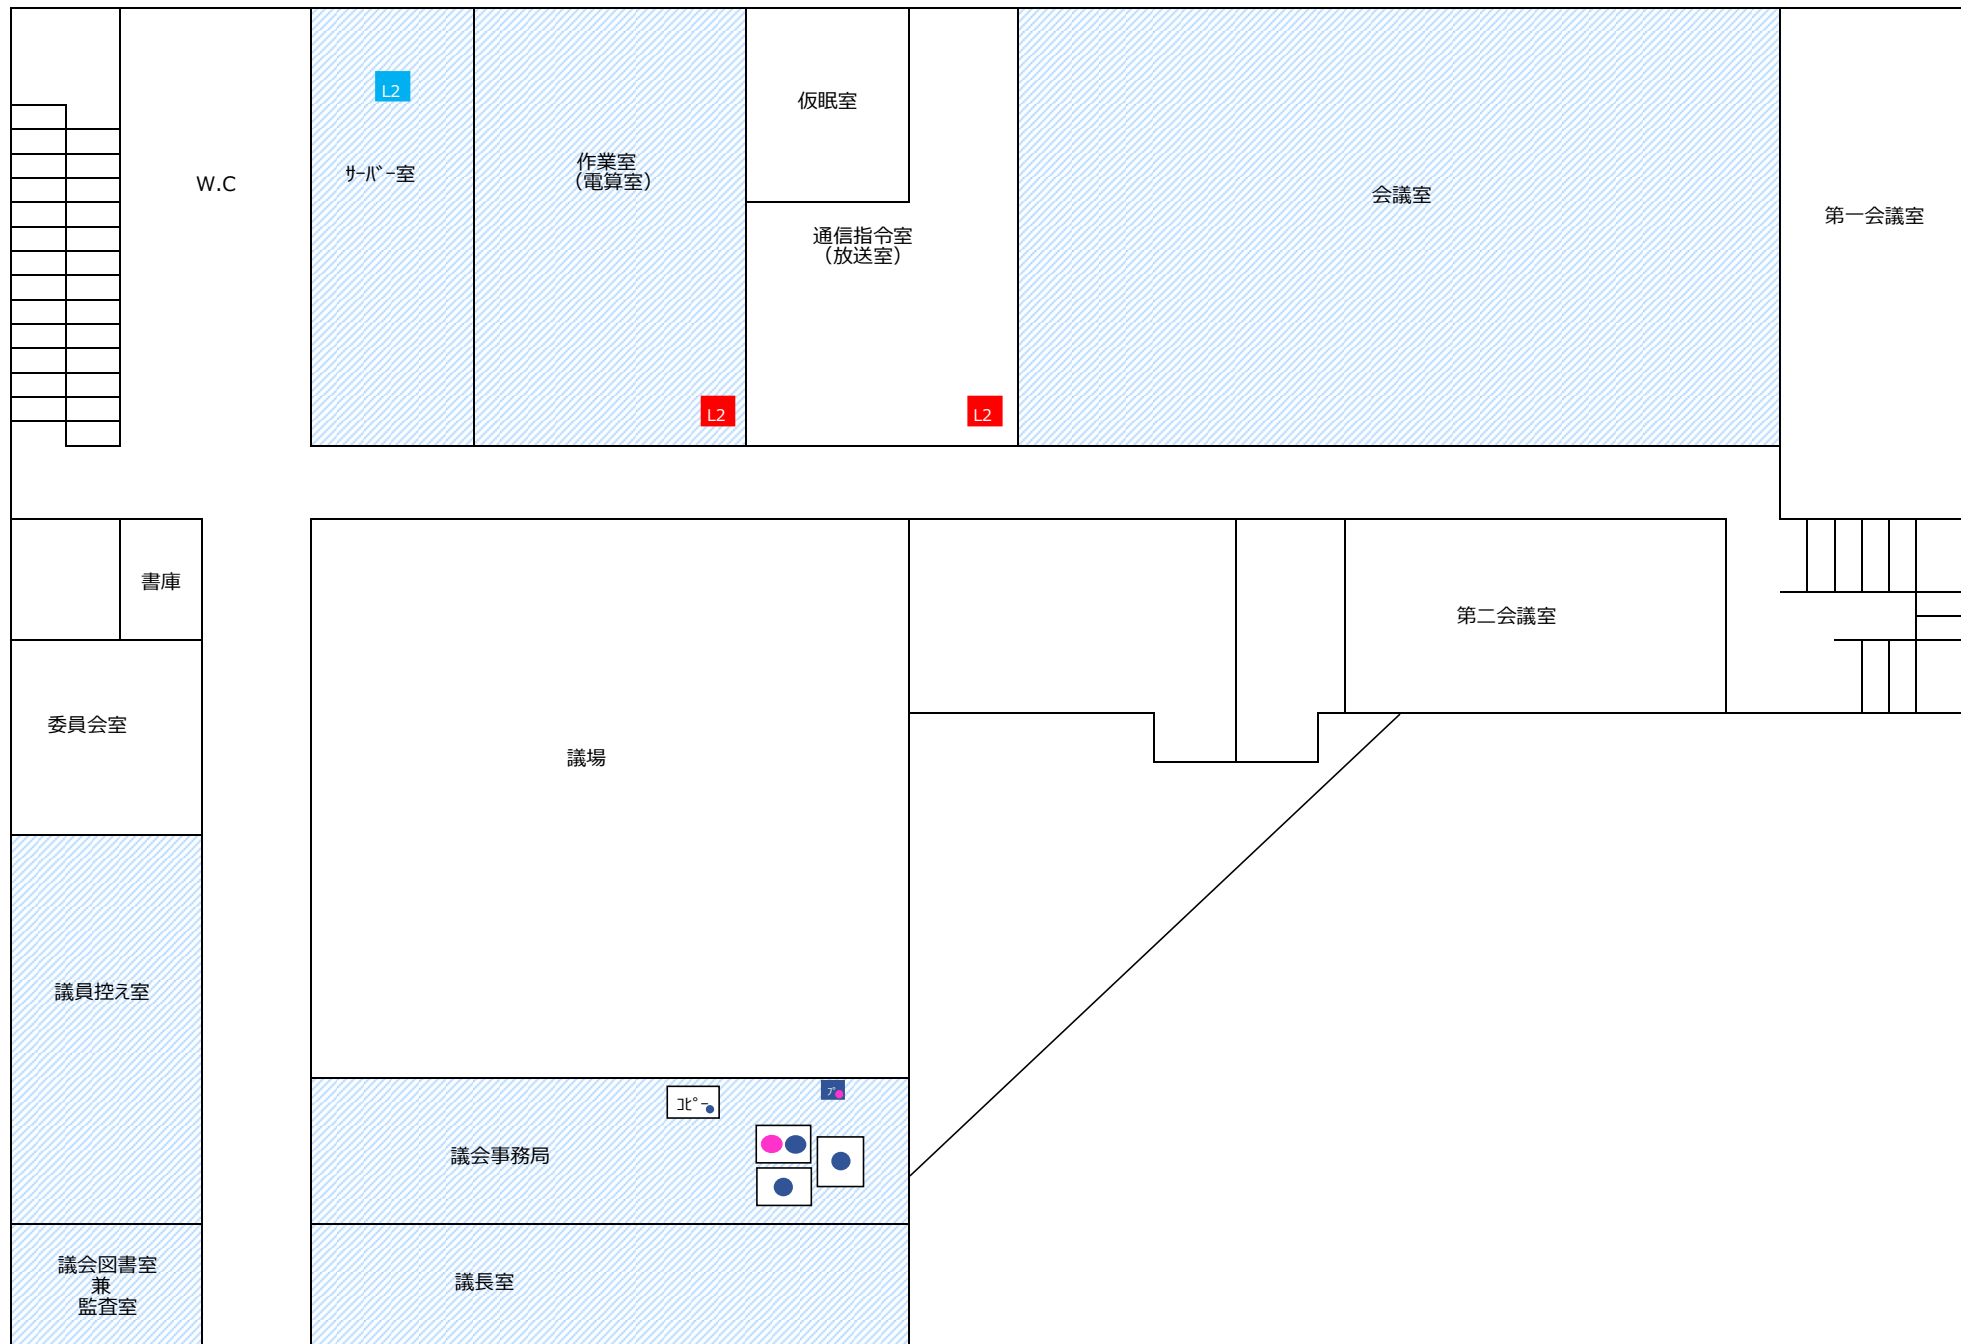 L2
仮眠室
W.C
ｻｰﾊﾞｰ室
作業室
（電算室）
会議室
第一会議室
通信指令室
（放送室）
L2
L2
書庫
第二会議室
委員会室
議場
議員控え室
ｺﾋﾟｰ
ﾌﾟ
議会事務局
議会図書室
兼
監査室
議長室